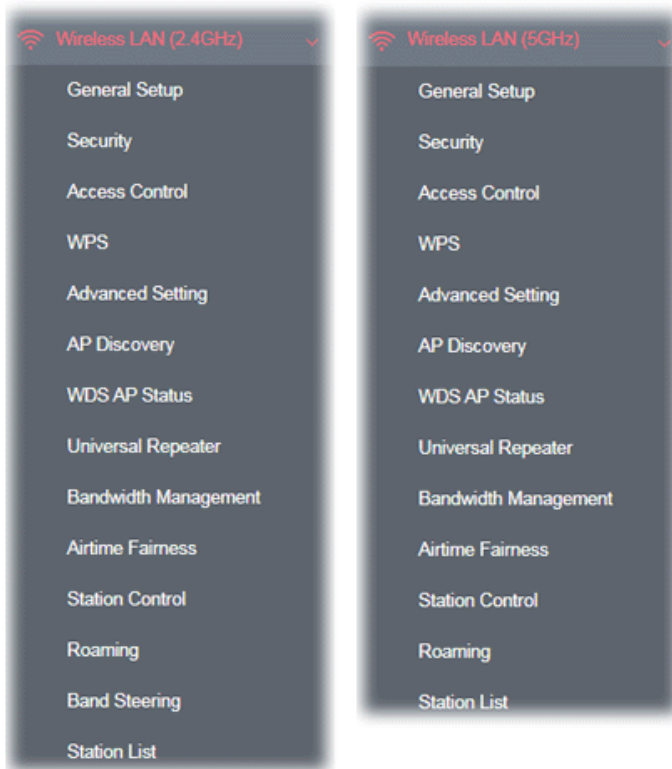 Wireless LAN (2.4GHz)
General Setup
Security
Access Control
WPS
Advanced Setting
AP Discovery
WDS AP Status
Universal Repeater
Bandwidth Management
Airtime Fairness
Station Control
Roaming
Band Steering
Station List
Wireless LAN (5GHz)
General Setup
Security
Access Control
WPS
Advanced Setting
AP Discovery
WDS AP Status
Universal Repeater
Bandwidth Management
Airtime Fairness
Station Control
Roaming
Station List